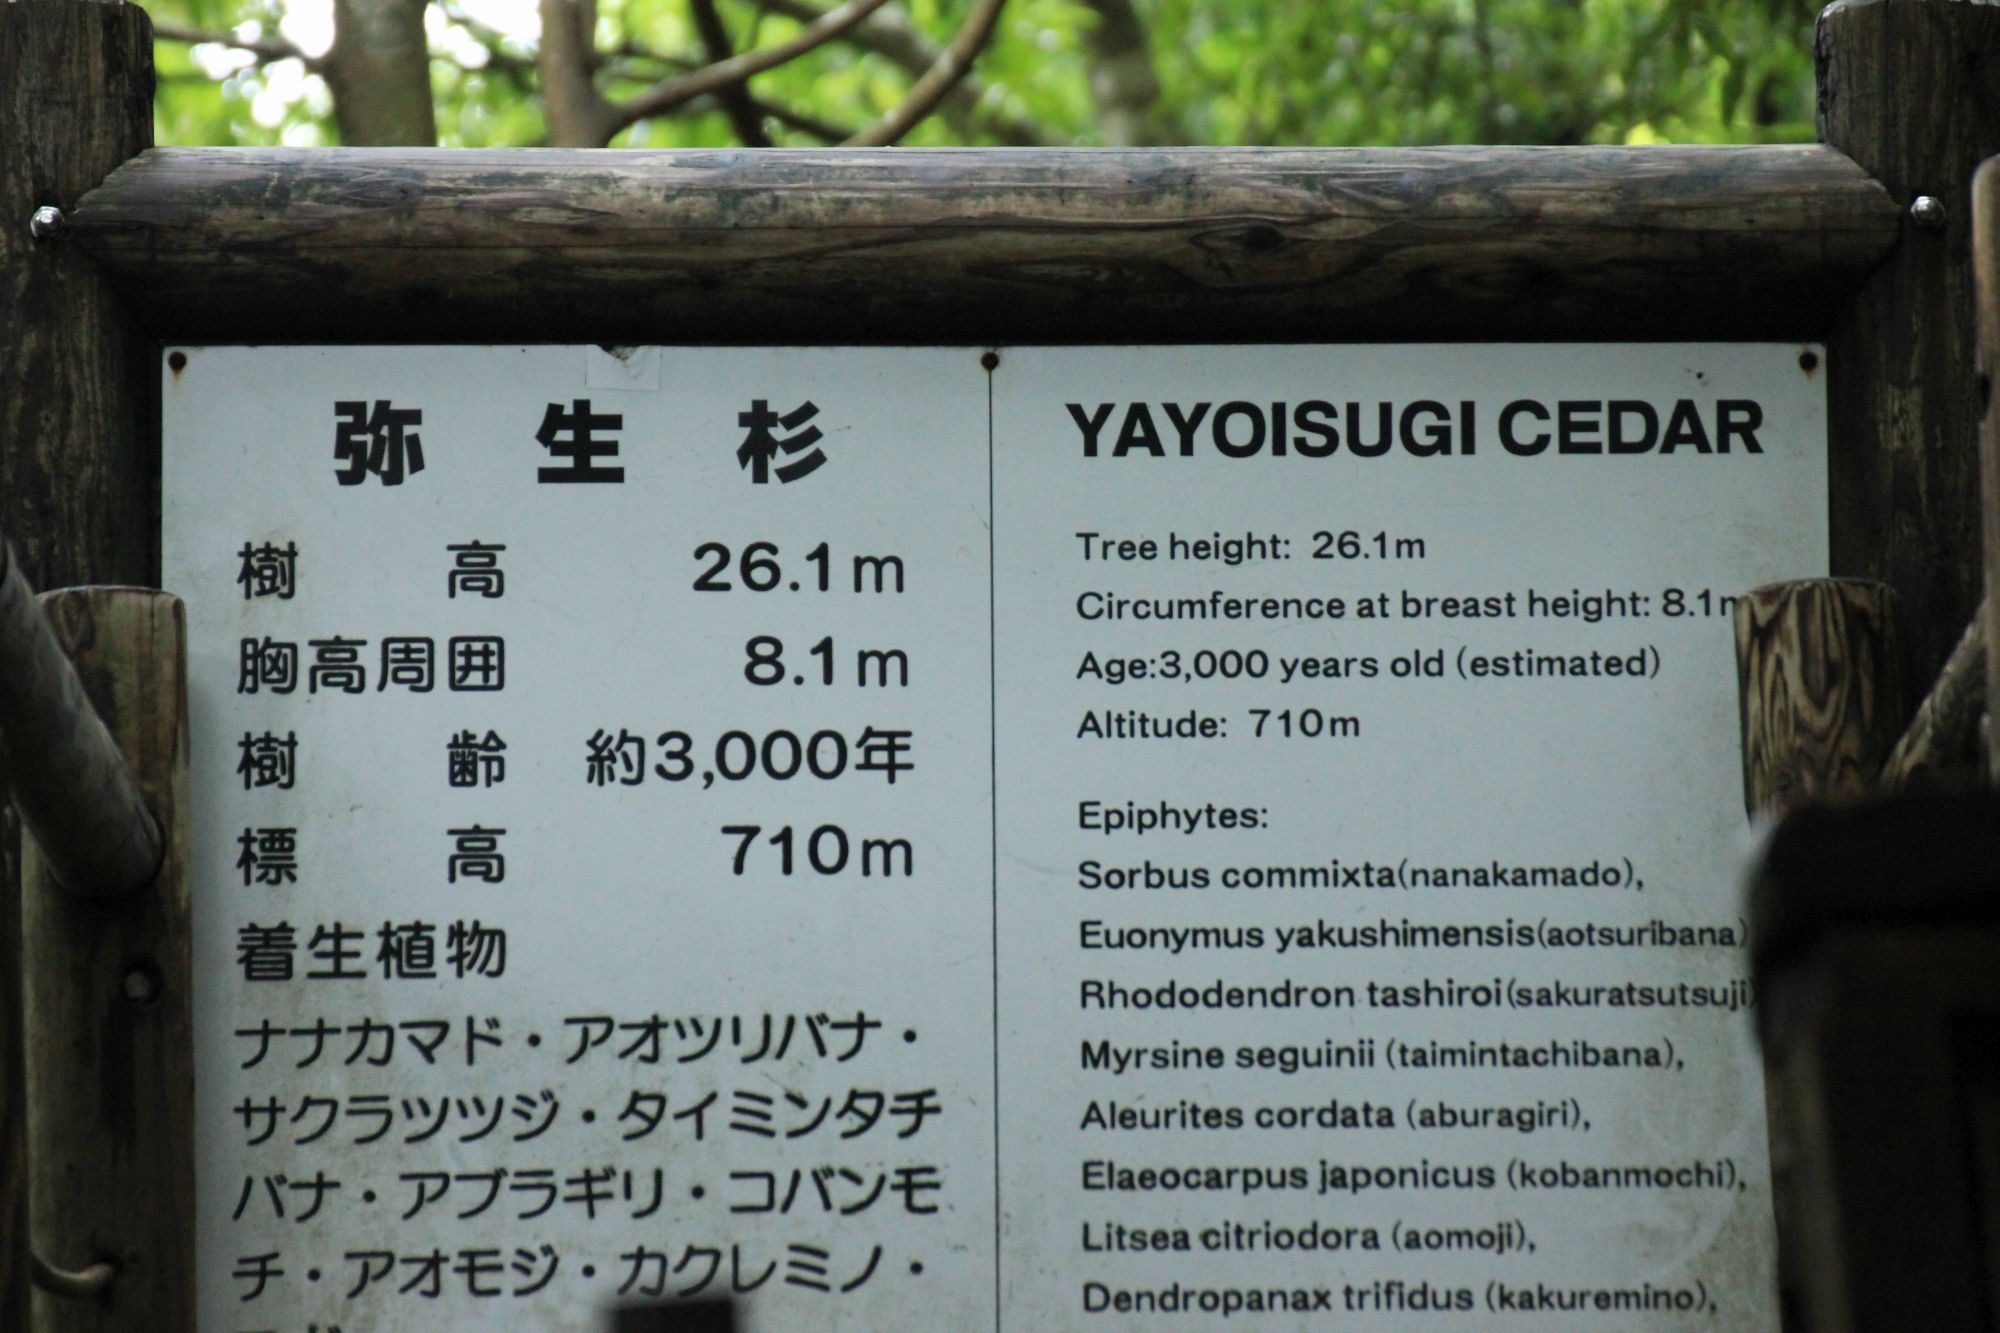 弥生杉
樹高 26.1m
胸高周囲 8.1m
樹齢 約3,000年
標高 710m
着生植物
ナナカマド・アオツリバナ・
サクラツツジ・タイミンタチ
バナ・アブラギリ・コバンモ
チ・アオモジ・カクレミノ・
YAYOISUGI CEDAR
Tree height: 26.1m
Circumference at breast height: 8.1m
Age:3,000 years old (estimated)
Altitude: 710m
Epiphytes:
Sorbus commixta(nanakamado),
Euonymus yakushimensis(aotsuribana)
Rhododendron tashiroi(sakuratsutsuji)
Myrsine seguinii (taimintachibana),
Aleurites cordata (aburagiri),
Elaeocarpus japonicus (kobanmochi),
Litsea citriodora (aomoji),
Dendropanax trifidus (kakuremino),